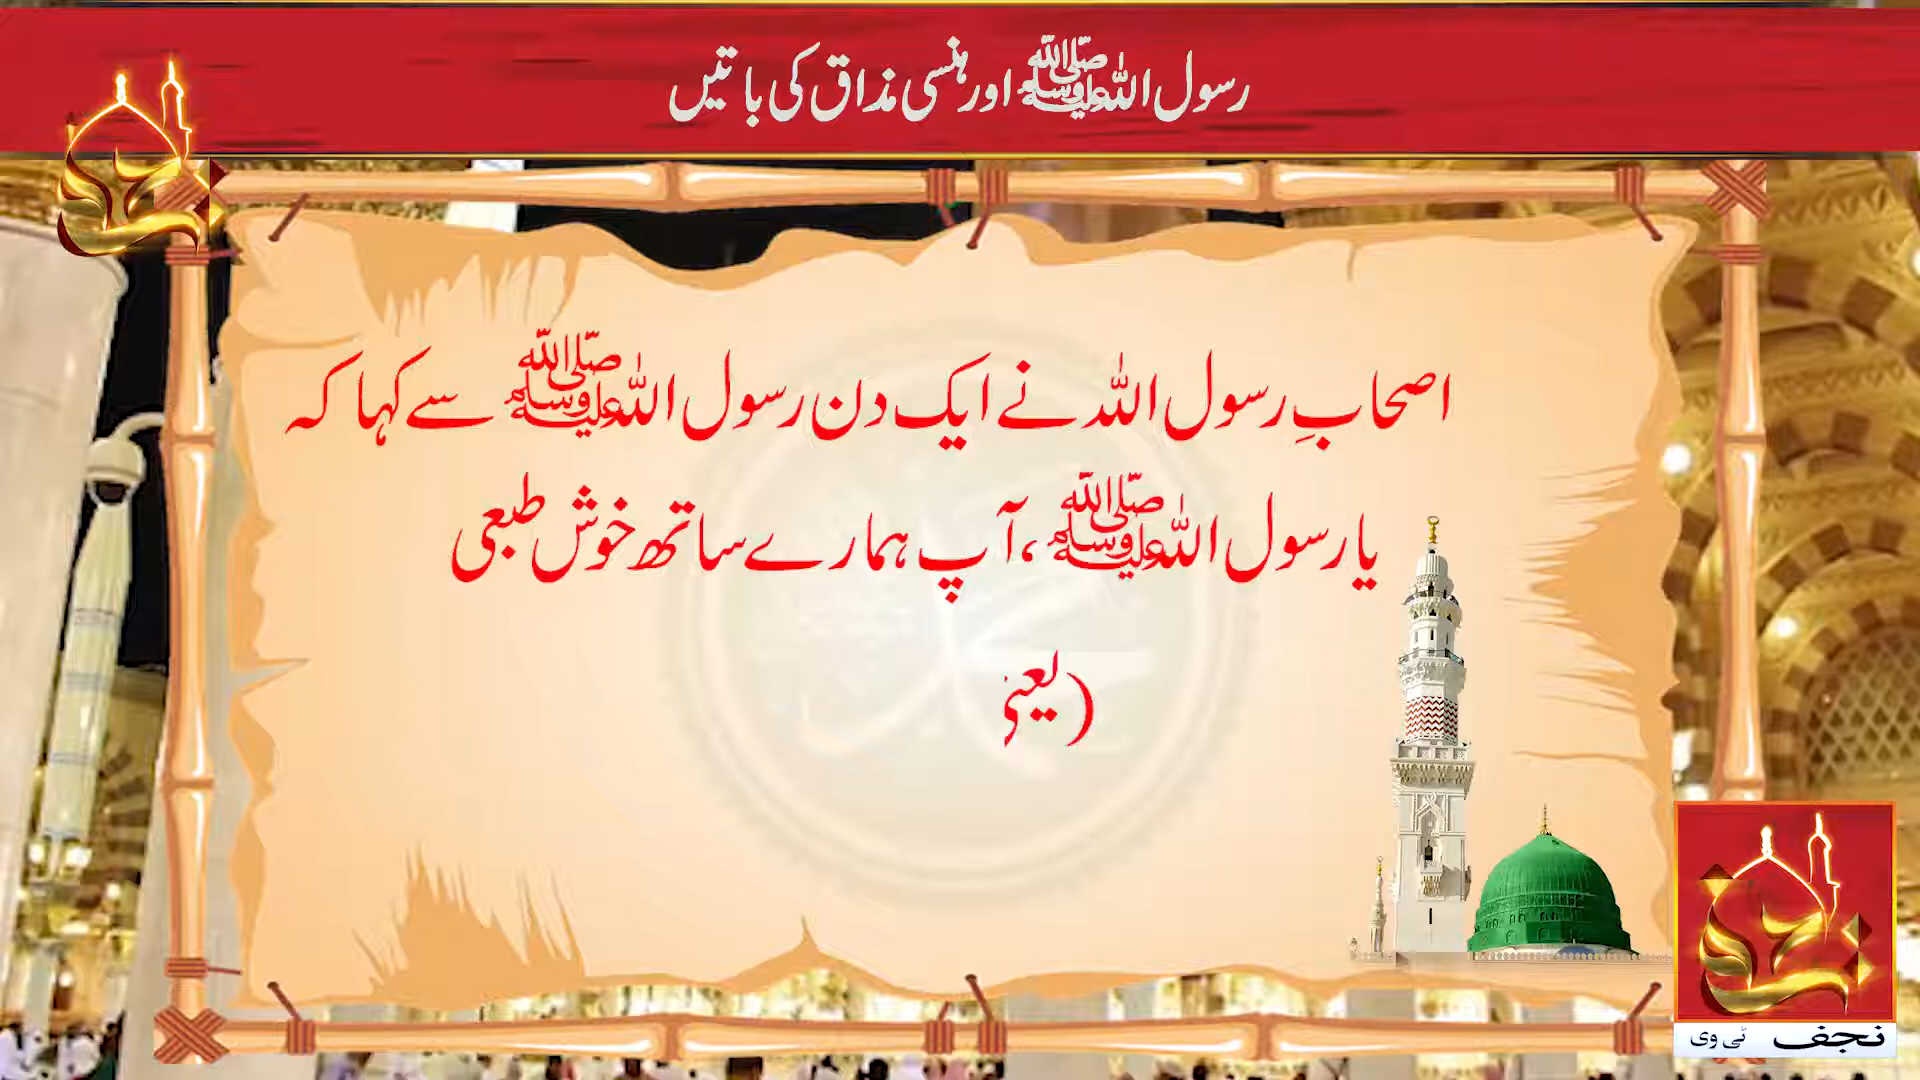 رسول اللہ ﷺ اور ہنسی مذاق کی باتیں
اصحابِ رسول اللہ نے ایک دن رسول اللہ ﷺ سے کہا کہ
یا رسول اللہ ﷺ ، آپ ہمارے ساتھ خوش طبعی
(یعنی
نجف ٹی وی